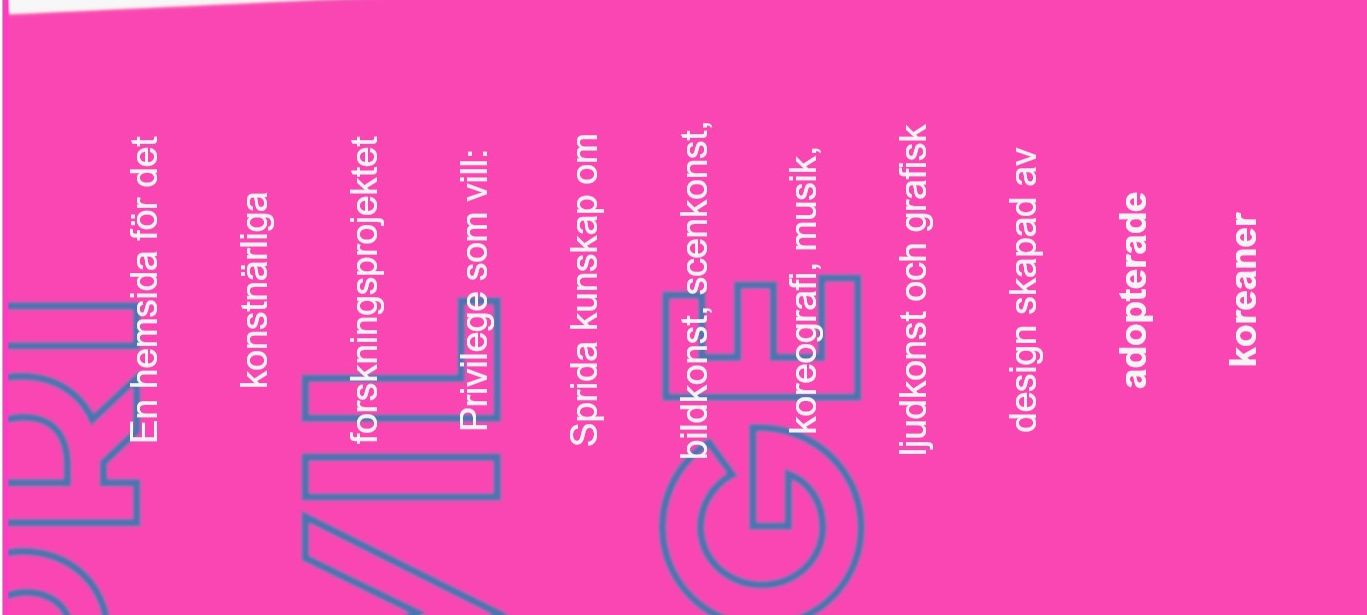 En hemsida för det
konstnärliga
forskningsprojektet
Privilege som vill:
Sprida kunskap om
bildkonst, scenkonst,
koreografi, musik,
ljudkonst och grafisk
design skapad av
adopterade
koreaner
PRI
VIL
GE